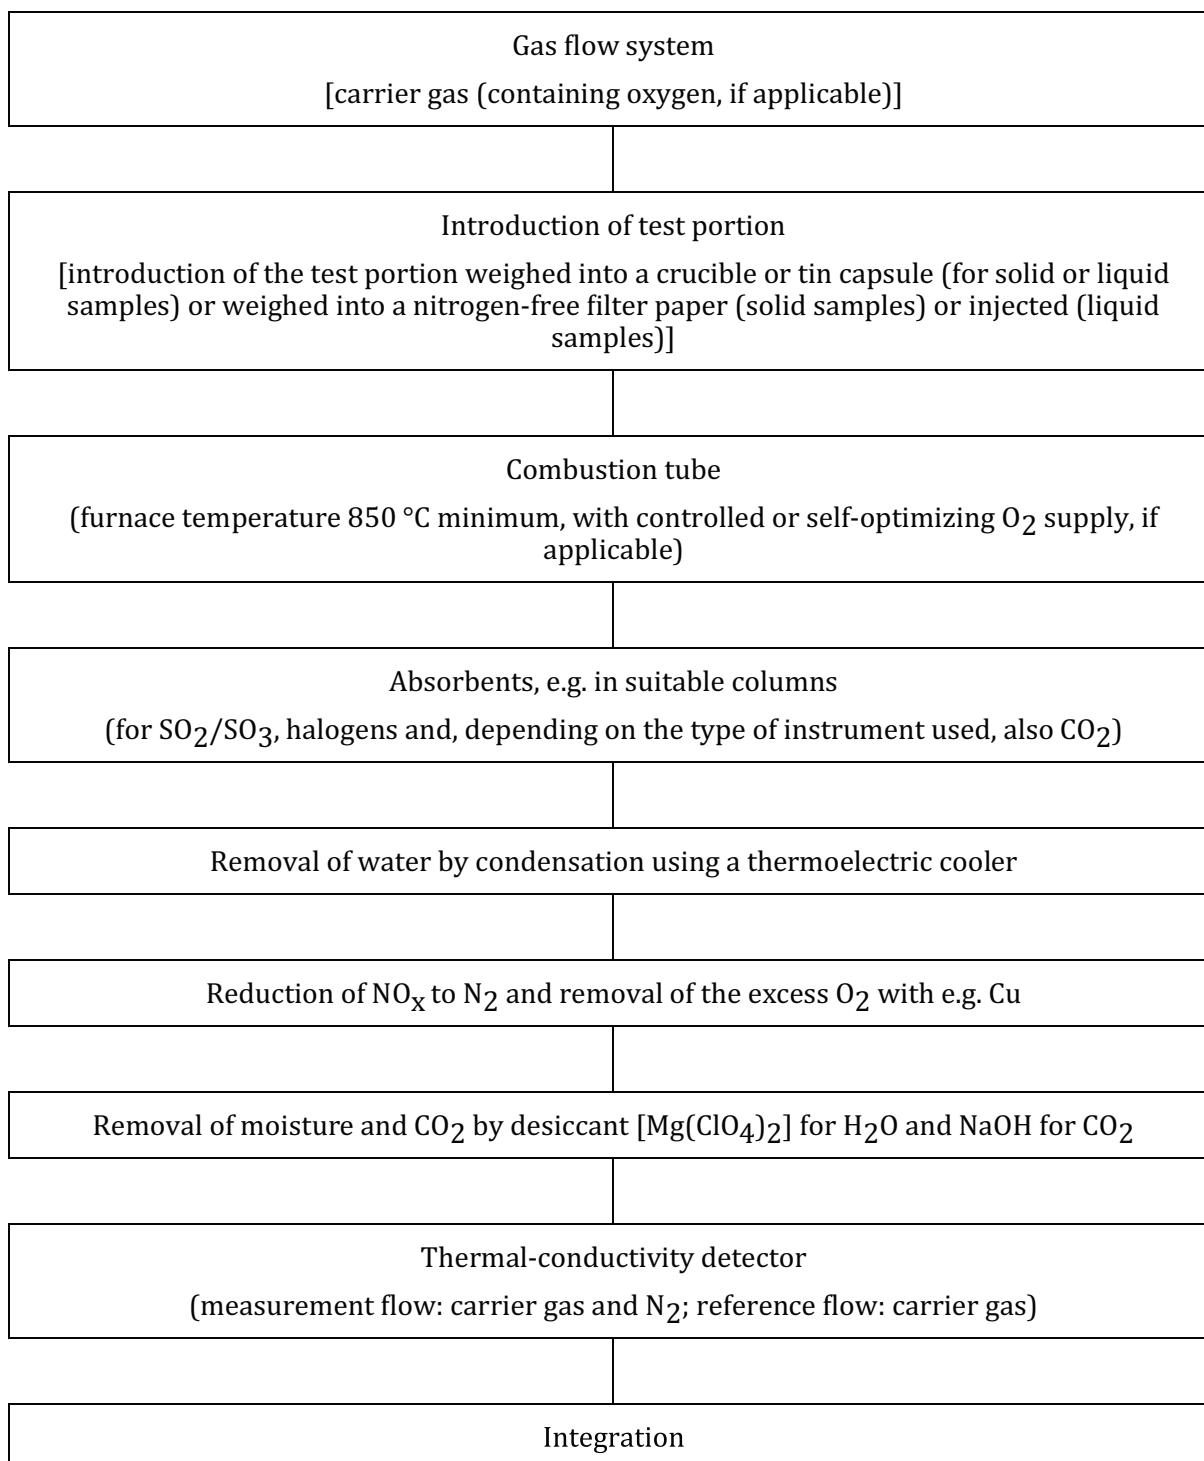 Gas flow system
[carrier gas (containing oxygen, if applicable)]
Introduction of test portion
[introduction of the test portion weighed into a crucible or tin capsule (for solid or liquid
samples) or weighed into a nitrogen-free filter paper (solid samples) or injected (liquid
samples)]
Combustion tube
(furnace temperature 850 °C minimum, with controlled or self-optimizing O2 supply, if
applicable)
Absorbents, e.g. in suitable columns
(for SO2/SO3, halogens and, depending on the type of instrument used, also CO2)
Removal of water by condensation using a thermoelectric cooler
Reduction of NOx to N2 and removal of the excess O2 with e.g. Cu
Removal of moisture and CO2 by desiccant [Mg(ClO4)2] for H2O and NaOH for CO2
Thermal-conductivity detector
(measurement flow: carrier gas and N2; reference flow: carrier gas)
Integration